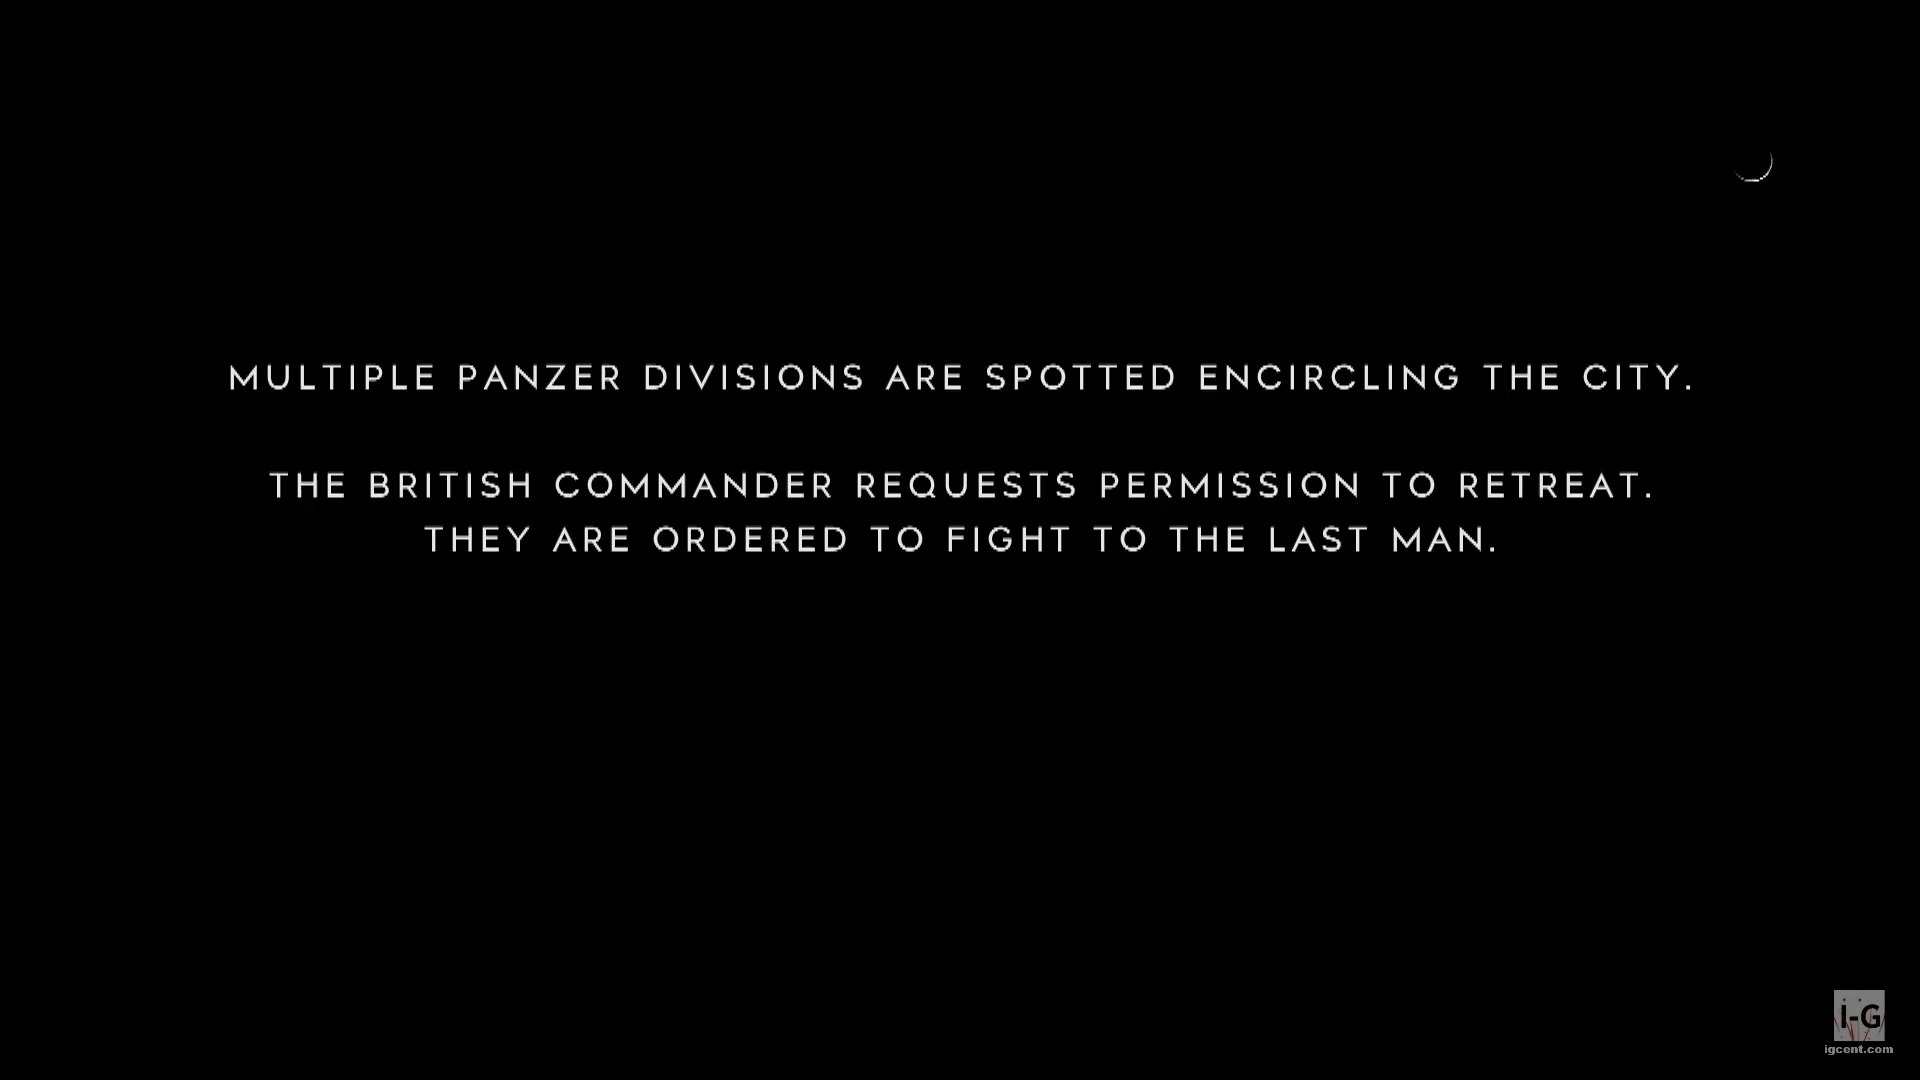 MULTIPLE PANZER DIVISIONS ARE SPOTTED ENCIRCLING THE CITY.
THE BRITISH COMMANDER REQUESTS PERMISSION TO RETREAT.
THEY ARE ORDERED TO FIGHT TO THE LAST MAN.
I-G
igcent.com